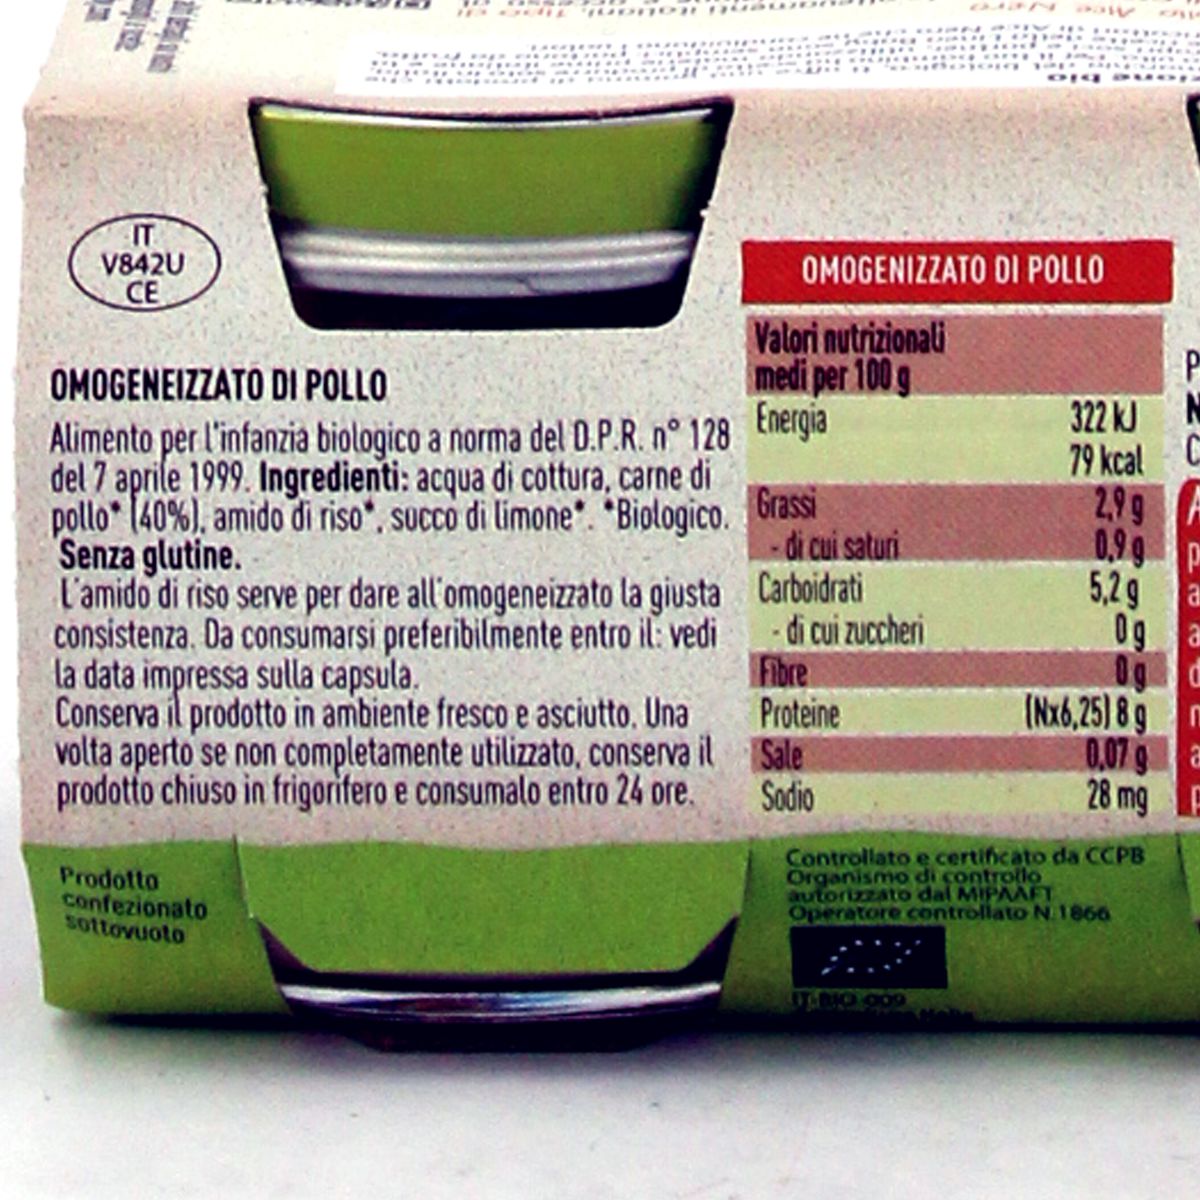 IT
V842U
CE
OMOGENEIZZATO DI POLLO
Alimento per l'infanzia biologico a norma del D.P.R. n° 128
del 7 aprile 1999. Ingredienti: acqua di cottura, carne di
pollo* (40%), amido di riso*, succo di limone*. *Biologico.
Senza glutine.
L'amido di riso serve per dare all'omogeneizzato la giusta
consistenza. Da consumarsi preferibilmente entro il: vedi
la data impressa sulla capsula.
Conserva il prodotto in ambiente fresco e asciutto. Una
volta aperto se non completamente utilizzato, conserva il
prodotto chiuso in frigorifero e consumalo entro 24 ore.
Prodotto
confezionato
sottovuoto
OMOGENIZZATO DI POLLO
Valori nutrizionali
medi per 100 g
Energia 322 kJ
79 kcal
Grassi 2,9 g
- di cui saturi 0,9 g
Carboidrati 5,2 g
- di cui zuccheri 0 g
Fibre 0 g
Proteine (Nx6,25) 8 g
Sale 0,07 g
Sodio 28 mg
Controllato e certificato da CCPB
Organismo di controllo
autorizzato dal MIPAAFT
Operatore controllato N.1866
IT-BIO-009